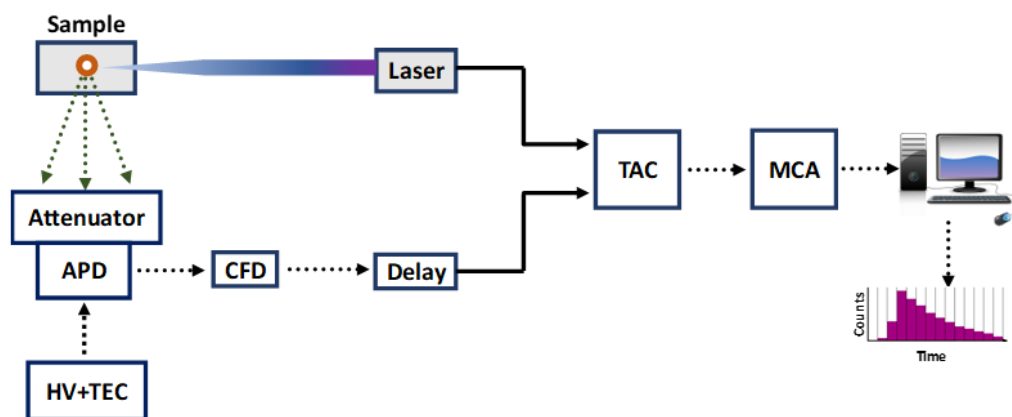 Sample
Laser
TAC
MCA
Attenuator
APD
CFD
Delay
HV+TEC
Counts
Time